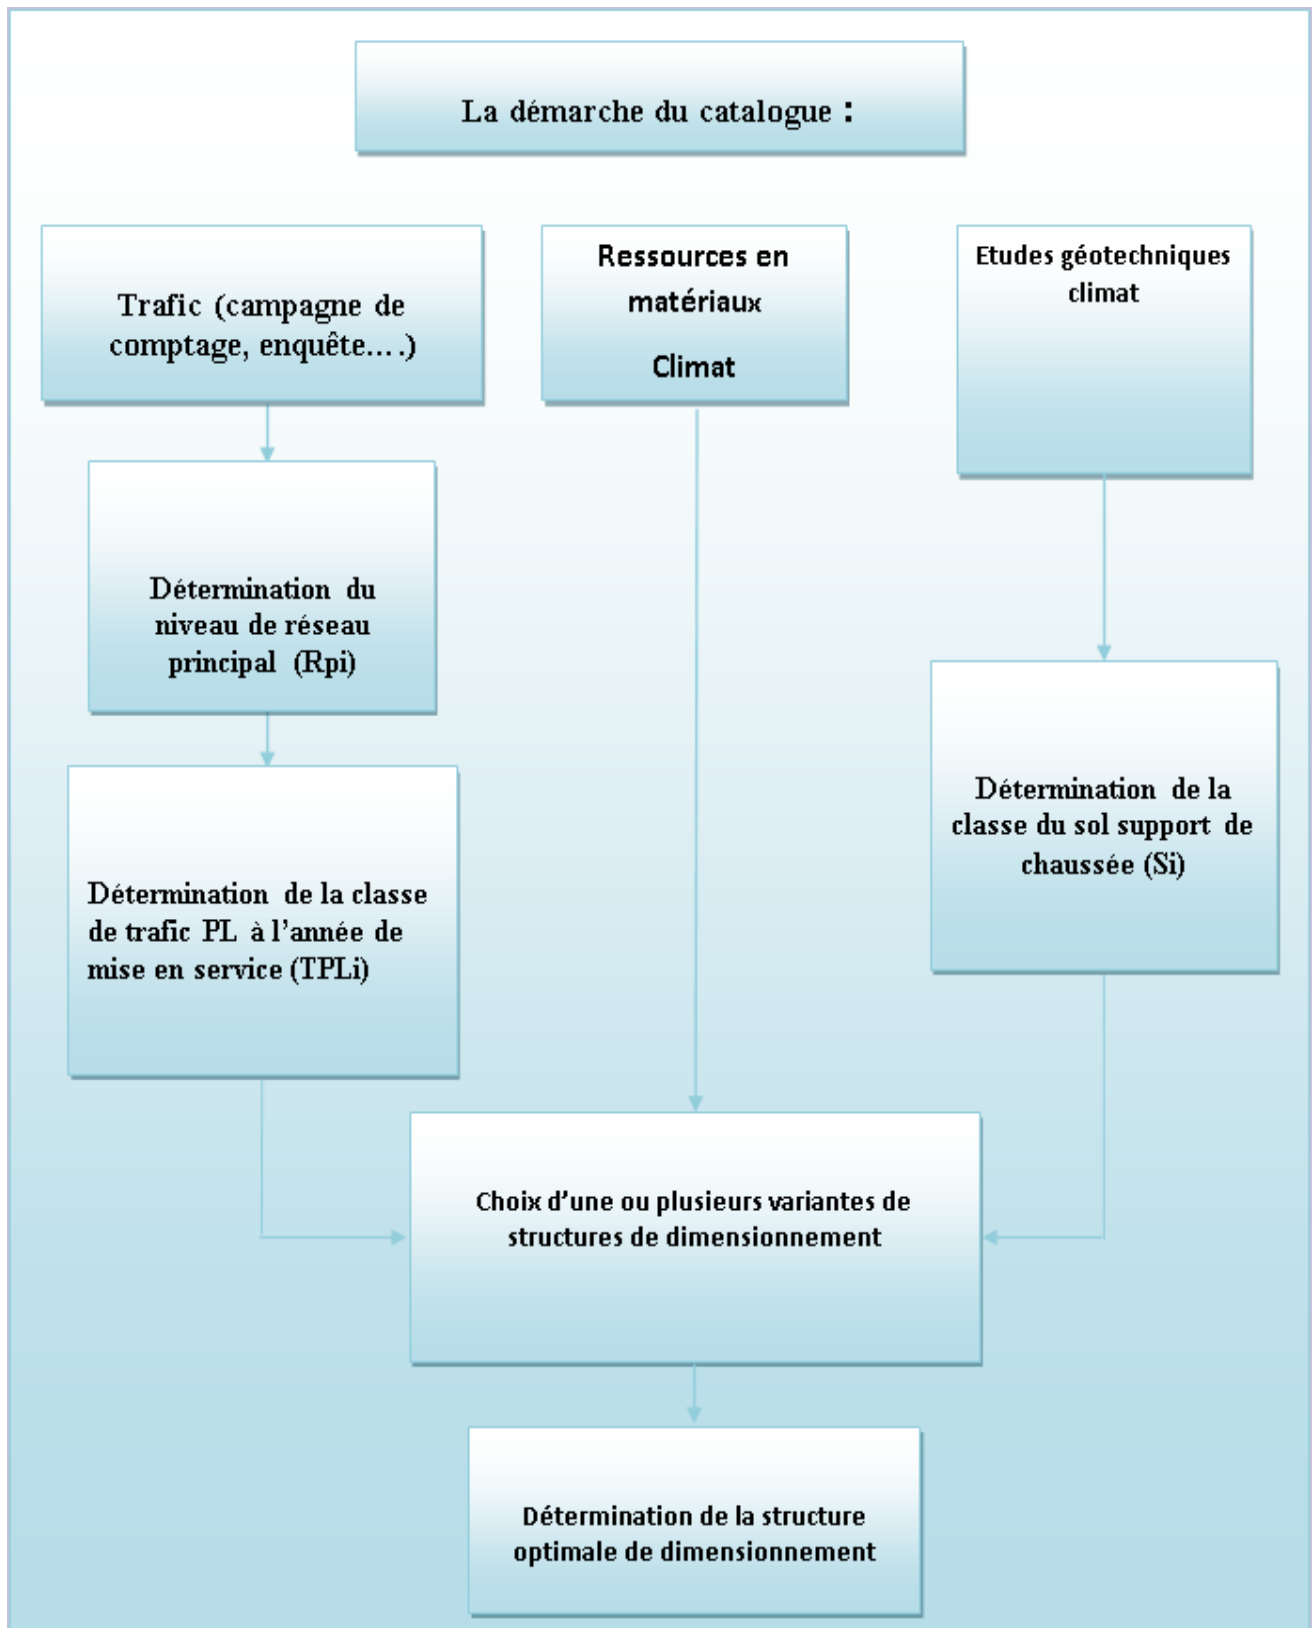 La démarche du catalogue :
Trafic (campagne de
comptage, enquête….)
Ressources en
matériaux
Climat
Etudes géotechniques
climat
Détermination du
niveau de réseau
principal (Rpi)
Détermination de la
classe du sol support de
chaussée (Si)
Détermination de la classe
de trafic PL à l’année de
mise en service (TPLi)
Choix d’une ou plusieurs variantes de
structures de dimensionnement
Détermination de la structure
optimale de dimensionnement